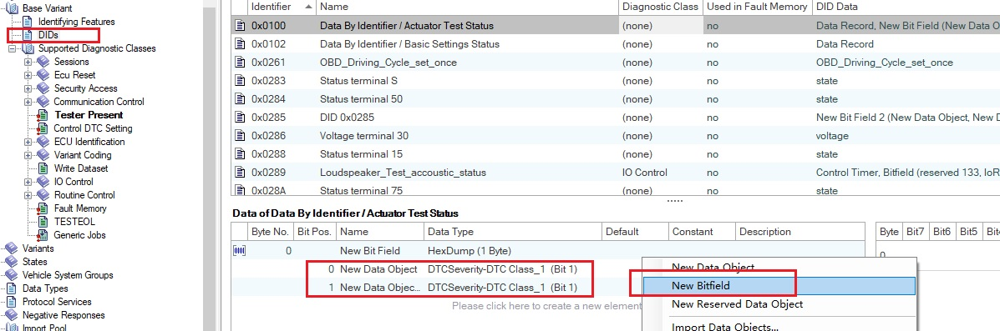 Base Variant
Identifying Features
DIDs
Supported Diagnostic Classes
Sessions
Ecu Reset
Security Access
Communication Control
Tester Present
Control DTC Setting
ECU Identification
Variant Coding
Write Dataset
IO Control
Routine Control
Fault Memory
TESTEOL
Generic Jobs
Variants
States
Vehicle System Groups
Data Types
Protocol Services
Negative Responses
Import Pool
Identifier Name Diagnostic Class Used in Fault Memory DID Data
0x0100 Data By Identifier / Actuator Test Status (none) no Data Record, New Bit Field (New Data O
0x0102 Data By Identifier / Basic Settings Status (none) no Data Record
0x0261 OBD_Driving_Cycle_set_once (none) no OBD_Driving_Cycle_set_once
0x0283 Status terminal S (none) no state
0x0284 Status terminal 50 (none) no state
0x0285 DID 0x0285 (none) no New Bit Field 2 (New Data Object, New D
0x0286 Voltage terminal 30 (none) no voltage
0x0288 Status terminal 15 (none) no state
0x0289 Loudspeaker_Test_accoustic_status IO Control no Control Timer, Bitfield (reserved 133, IoR
0x028A Status terminal 75 (none) no state
Data of Data By Identifier / Actuator Test Status
Byte No. Bit Pos. Name Data Type Default Constant Description
0 New Bit Field HexDump (1 Byte)
0 New Data Object DTCSeverity-DTC Class_1 (Bit 1)
1 New Data Objec... DTCSeverity-DTC Class_1 (Bit 1)
Please click here to create a new elemen
New Data Object
New Bitfield
New Reserved Data Object
Import Data Objects...
Byte Bit7 Bit6 Bit5 Bit4
0